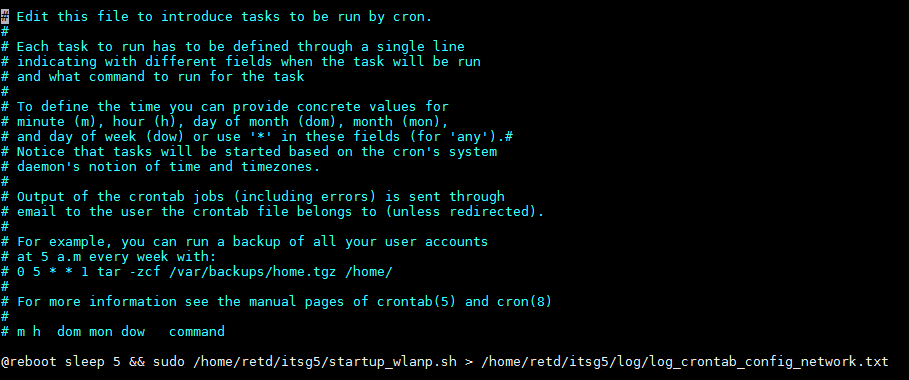 # Edit this file to introduce tasks to be run by cron.
#
# Each task to run has to be defined through a single line
# indicating with different fields when the task will be run
# and what command to run for the task
#
# To define the time you can provide concrete values for
# minute (m), hour (h), day of month (dom), month (mon),
# and day of week (dow) or use '*' in these fields (for 'any').#
# Notice that tasks will be started based on the cron's system
# daemon's notion of time and timezones.
#
# Output of the crontab jobs (including errors) is sent through
# email to the user the crontab file belongs to (unless redirected).
#
# For example, you can run a backup of all your user accounts
# at 5 a.m every week with:
# 0 5 * * 1 tar -zcf /var/backups/home.tgz /home/
#
# For more information see the manual pages of crontab(5) and cron(8)
#
# m h  dom mon dow   command
@reboot sleep 5 && sudo /home/retd/itsg5/startup_wlanp.sh > /home/retd/itsg5/log/log_crontab_config_network.txt